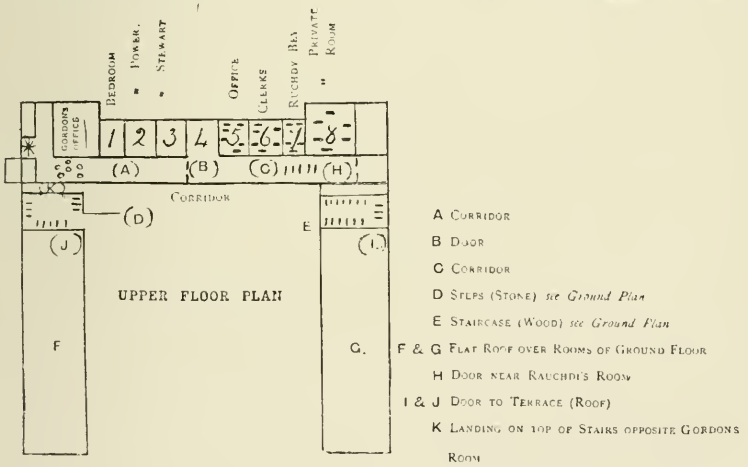 BEDROOM
" POWER.
" STEWART
OFFICE
CLERKS
RUCHDY BEY
PRIVATE
" ROOM
GORDON'S
OFFICE
1 2 3 4 5 6 7 8
(A) (B) (C) (H)
(K)
CORRIDOR
(D)
E
(J)
(I)
UPPER FLOOR PLAN
F
G.
A CORRIDOR
B DOOR
C CORRIDOR
D STEPS (STONE) see Ground Plan
E STAIRCASE (WOOD) see Ground Plan
F & G FLAT ROOF OVER ROOMS OF GROUND FLOOR
H DOOR NEAR RAUCHDI'S ROOM
I & J DOOR TO TERRACE (ROOF)
K LANDING ON TOP OF STAIRS OPPOSITE GORDONS
ROOM